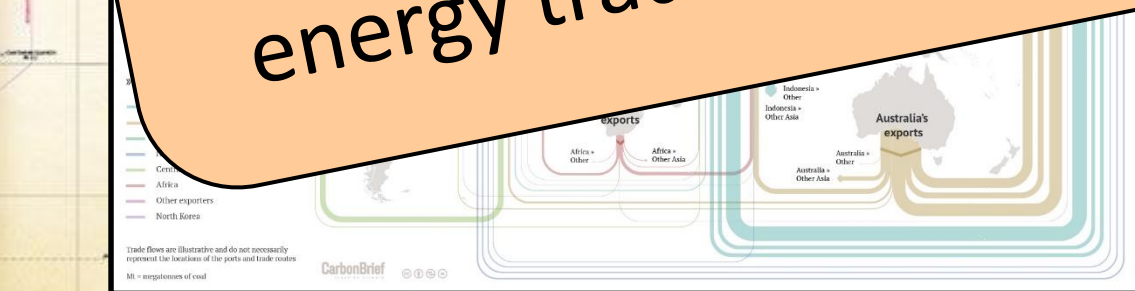 energy
Indonesia »
Other
Indonesia »
Other Asia
exports
Australia's
exports
Africa »
Other
Africa »
Other Asia
Australia »
Other
Australia »
Other Asia
Africa
Other exporters
North Korea
Trade flows are illustrative and do not necessarily
represent the locations of the ports and trade routes
Mt = megatonnes of coal
CarbonBrief